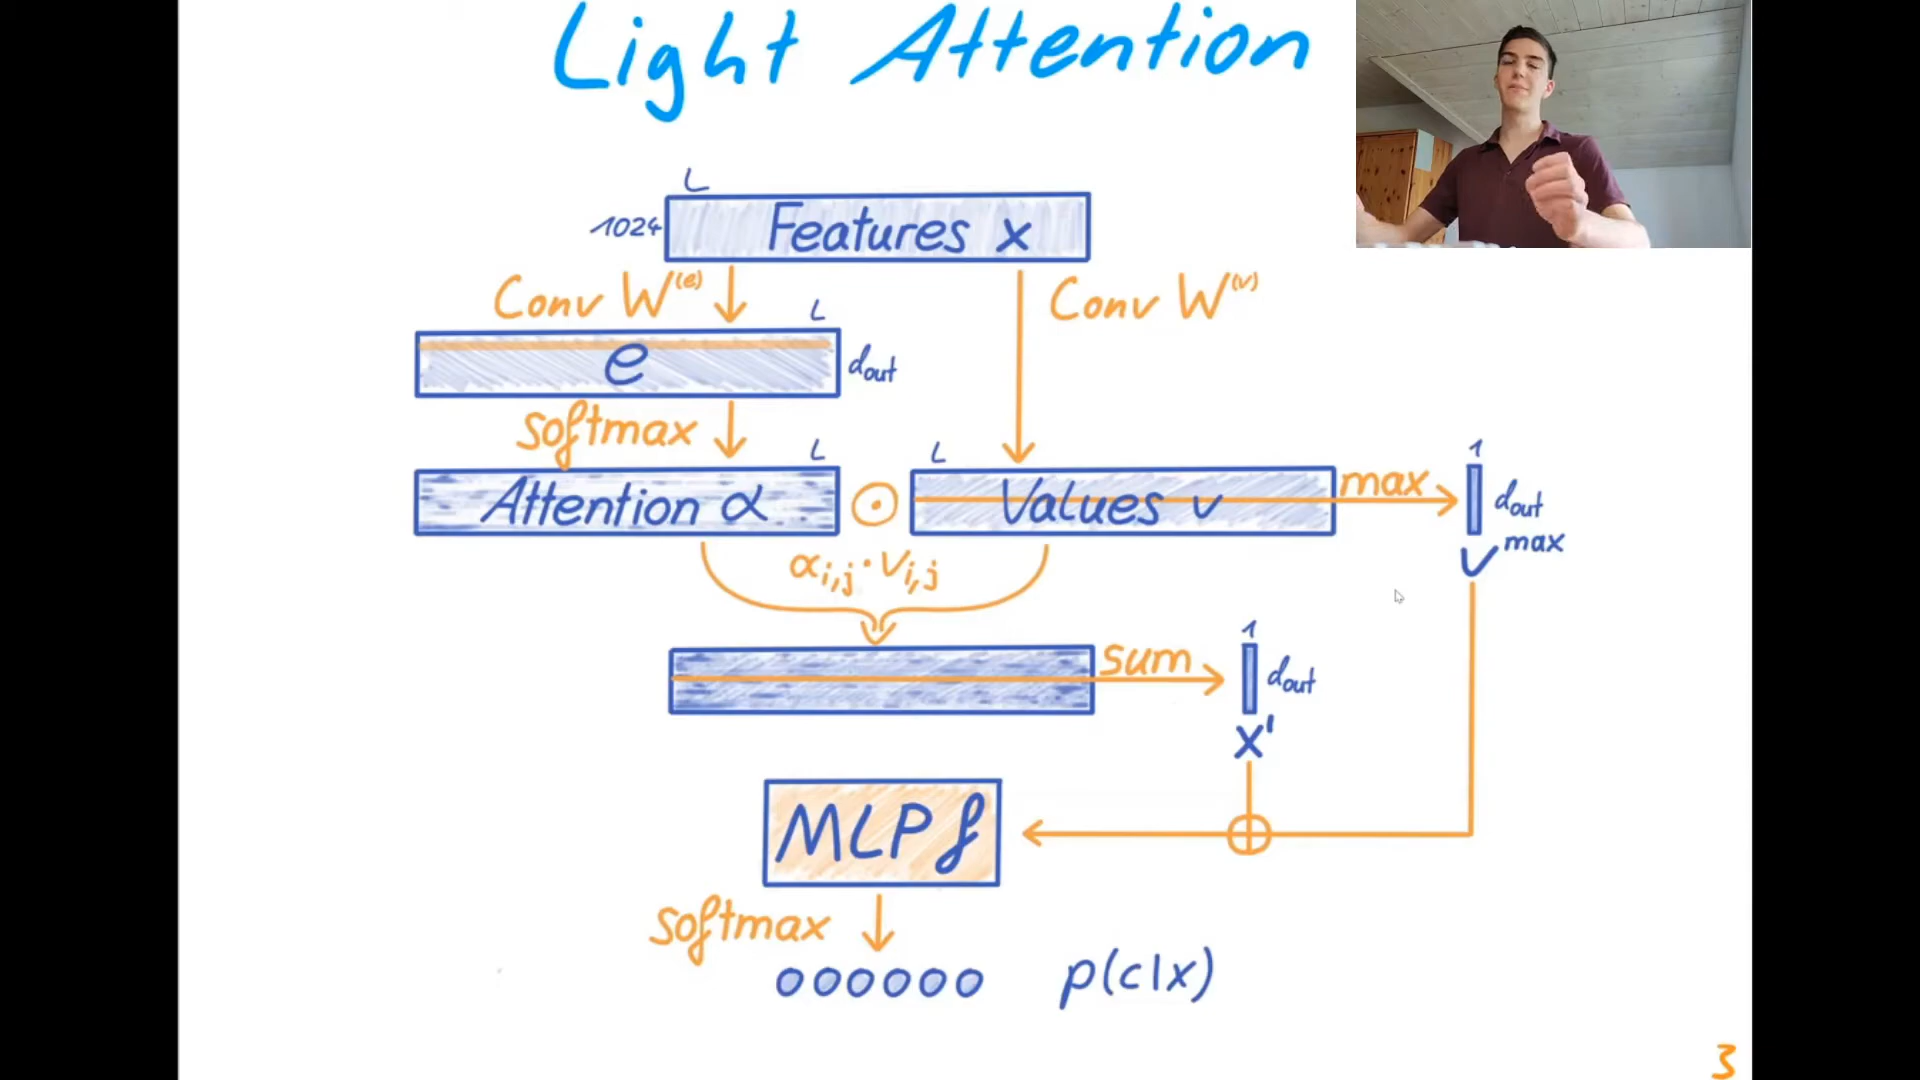 Light Attention
L
1024 Features x
Conv W(e) Conv W(v)
L
e dout
softmax
L L 1
Attention α ⊙ Values v max dout
vmax
αi,j · vi,j
1
sum dout
x'
MLP f ⊕
softmax
p(c|x)
3